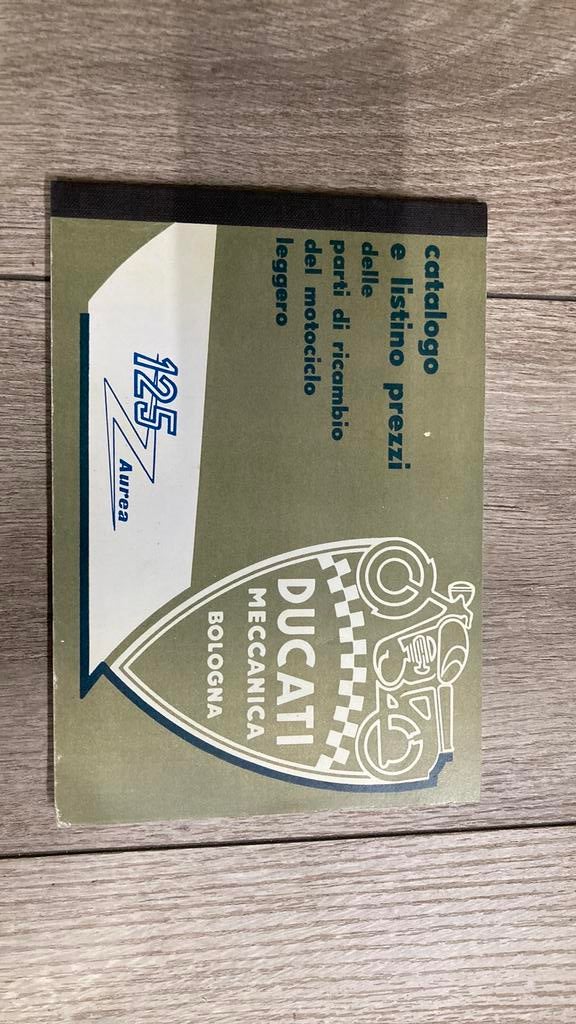 catalogo
e listino prezzi
delle
parti di ricambio
del motociclo
leggero
125
Aurea
DUCATI
MECCANICA
BOLOGNA